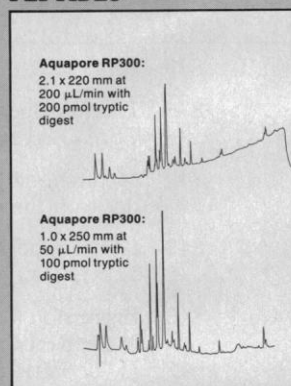 Aquapore RP300:
2.1 x 220 mm at
200 µL/min with
200 pmol tryptic
digest
Aquapore RP300:
1.0 x 250 mm at
50 µL/min with
100 pmol tryptic
digest